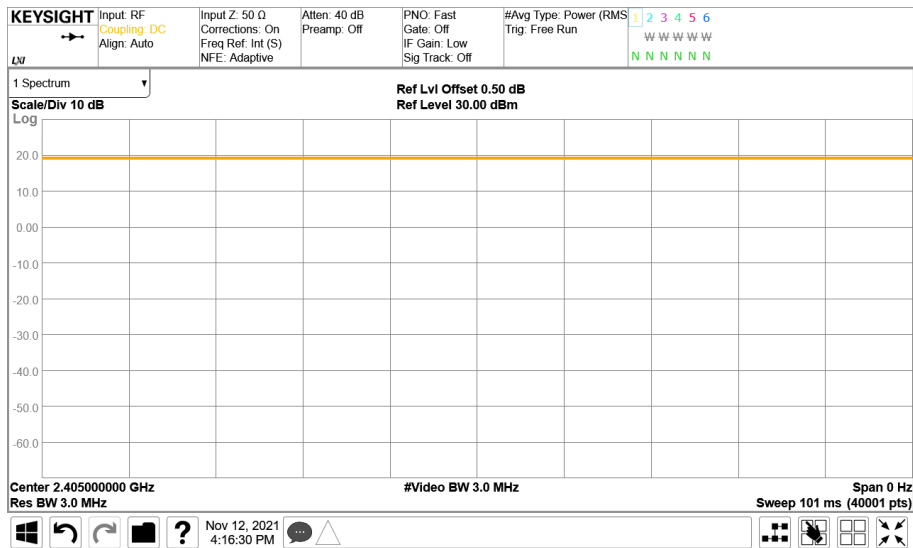 KEYSIGHT
Input: RF
Coupling: DC
Align: Auto
Input Z: 50 Ω
Corrections: On
Freq Ref: Int (S)
NFE: Adaptive
Atten: 40 dB
Preamp: Off
PNO: Fast
Gate: Off
IF Gain: Low
Sig Track: Off
#Avg Type: Power (RMS
Trig: Free Run
1 2 3 4 5 6
W W W W W
N N N N N N
LXI
1 Spectrum
Scale/Div 10 dB
Ref Lvl Offset 0.50 dB
Ref Level 30.00 dBm
Log
20.0
10.0
0.00
-10.0
-20.0
-30.0
-40.0
-50.0
-60.0
Center 2.405000000 GHz
#Video BW 3.0 MHz
Span 0 Hz
Res BW 3.0 MHz
Sweep 101 ms (40001 pts)
?
Nov 12, 2021
4:16:30 PM